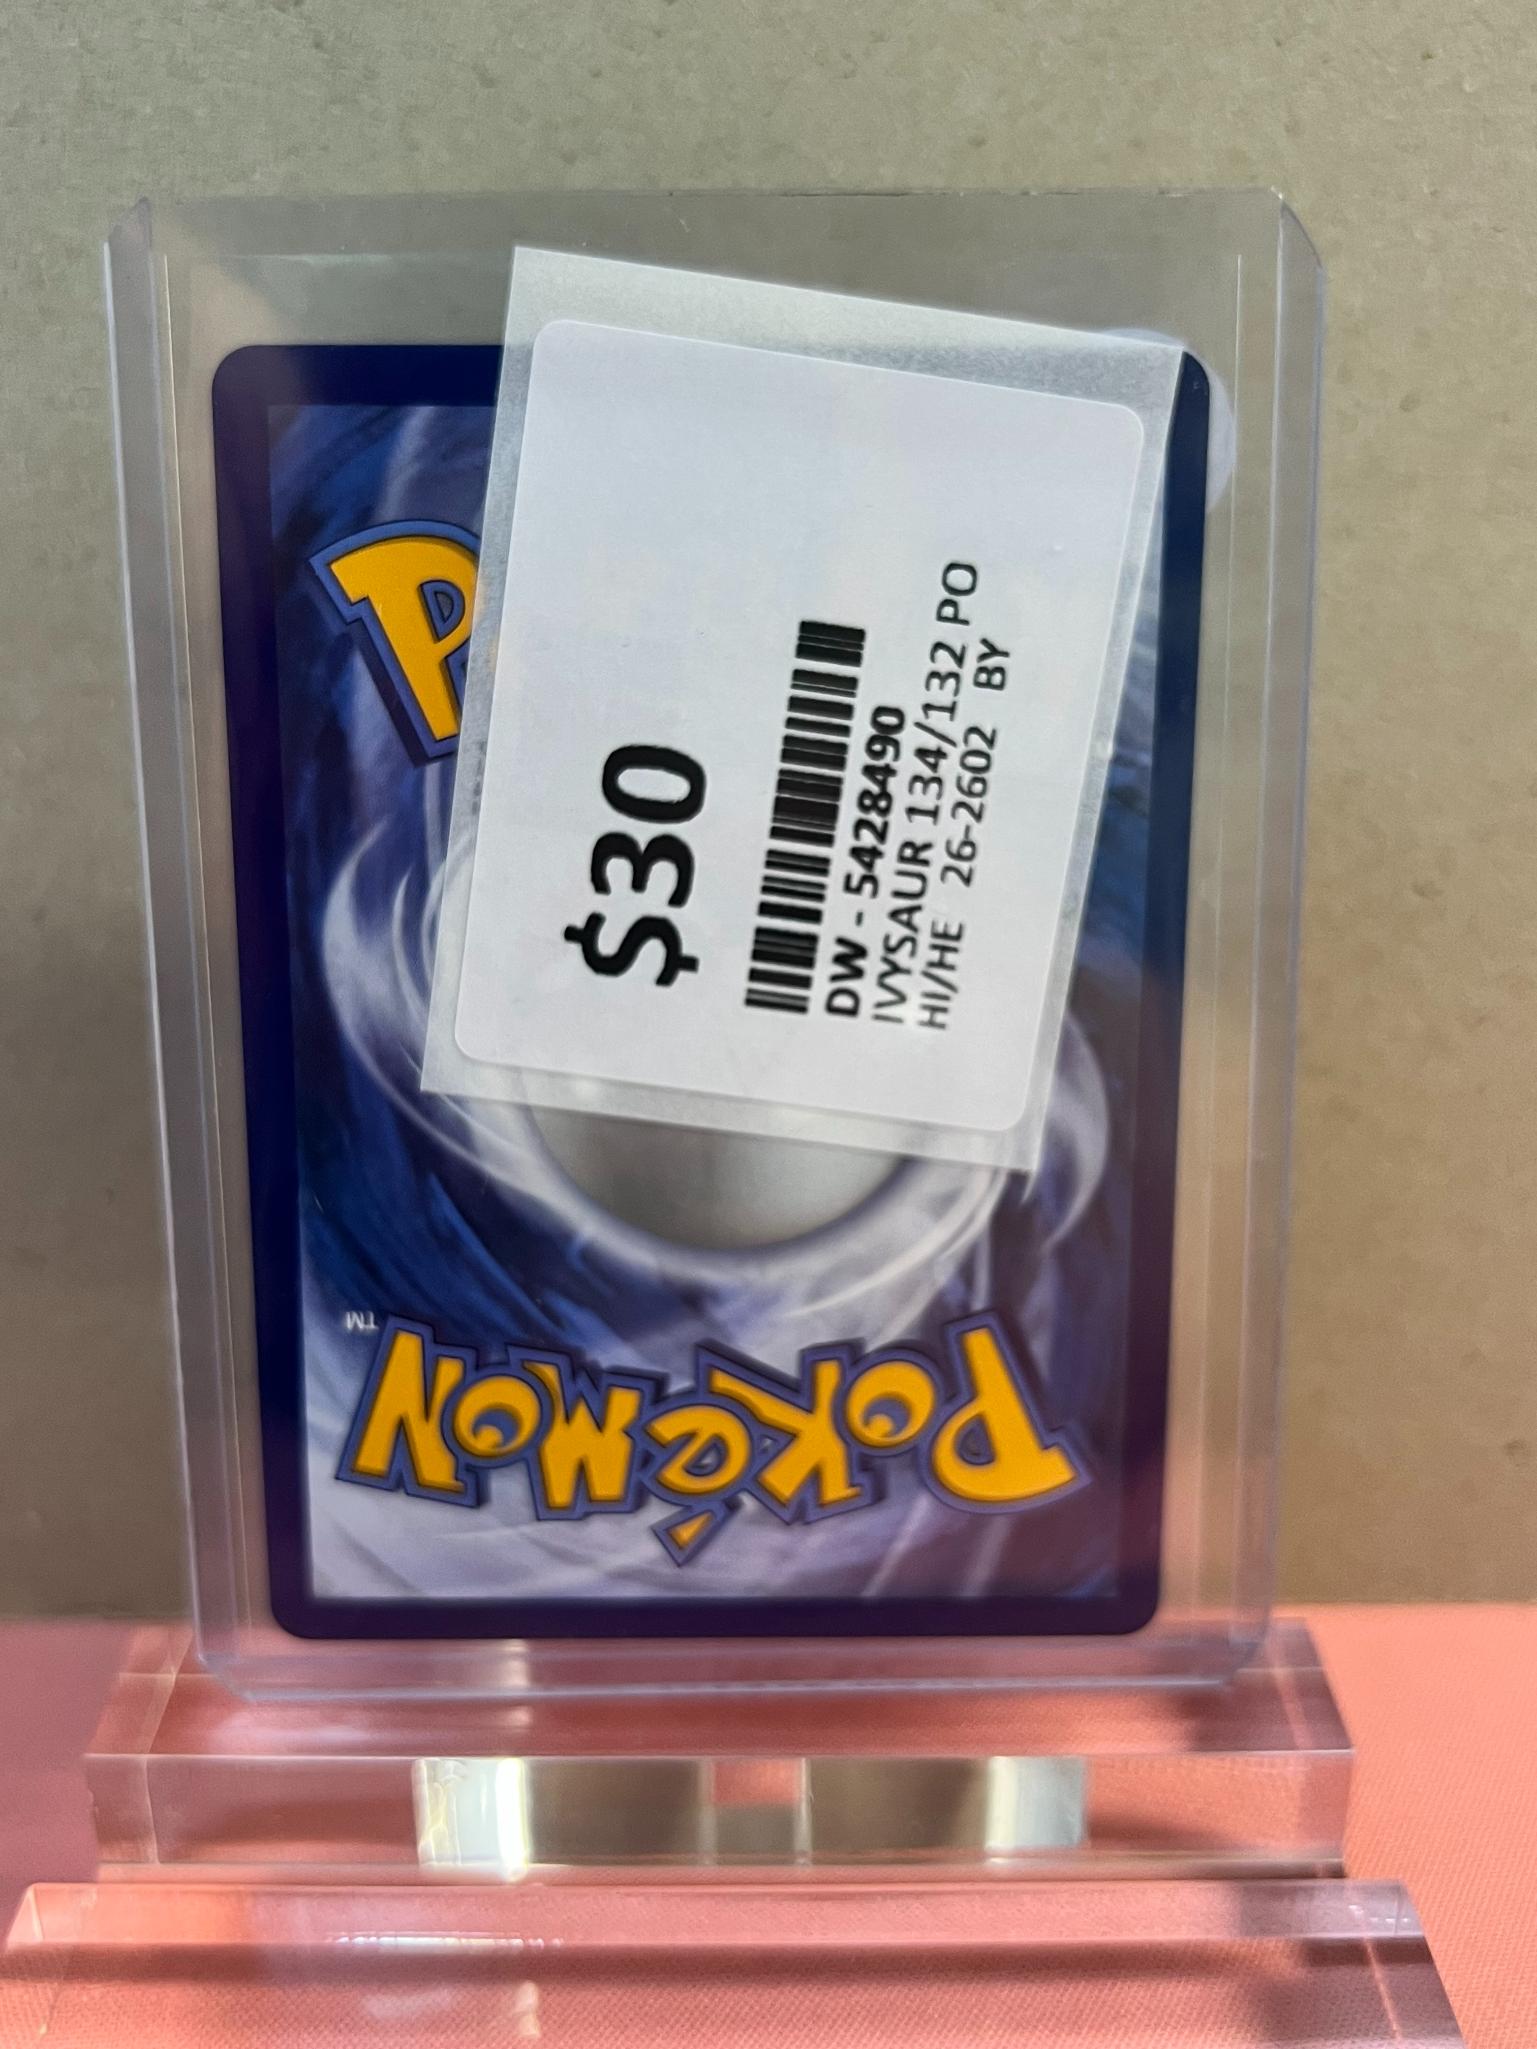 $30
DW - 5428490
IVYSAUR 134/132 PO
HI/HE 26-2602 BY
P
POKéMON
TM